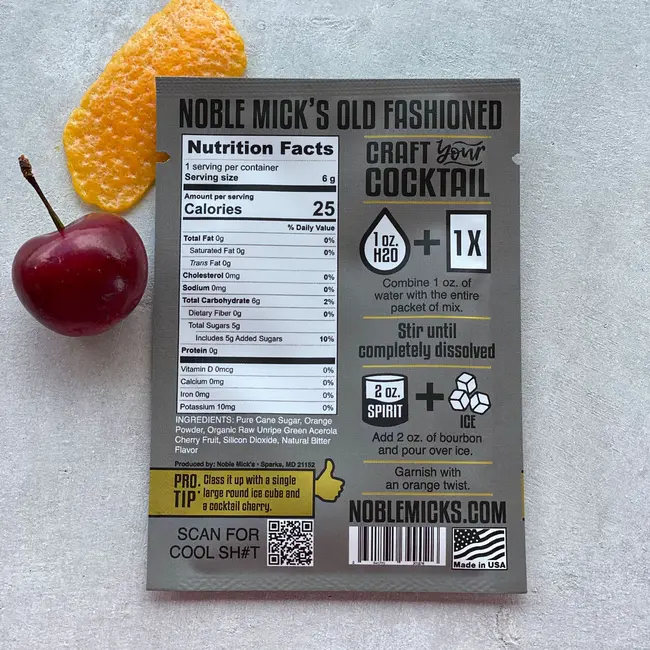 NOBLE MICK'S OLD FASHIONED
Nutrition Facts
1 serving per container
Serving size 6 g
Amount per serving
Calories 25
% Daily Value
Total Fat 0g 0%
Saturated Fat 0g 0%
Trans Fat 0g
Cholesterol 0mg 0%
Sodium 0mg 0%
Total Carbohydrate 6g 2%
Dietary Fiber 0g 0%
Total Sugars 5g
Includes 5g Added Sugars 10%
Protein 0g
Vitamin D 0mcg 0%
Calcium 0mg 0%
Iron 0mg 0%
Potassium 10mg 0%
INGREDIENTS: Pure Cane Sugar, Orange
Powder, Organic Raw Unripe Green Acerola
Cherry Fruit, Silicon Dioxide, Natural Bitter
Flavor
Produced by: Noble Mick's • Sparks, MD 21152
PRO TIP:
Class it up with a single
large round ice cube and
a cocktail cherry.
SCAN FOR
COOL SH#T
CRAFT your
COCKTAIL
1 oz.
H20
+
1X
Combine 1 oz. of
water with the entire
packet of mix.
Stir until
completely dissolved
2 oz.
SPIRIT
+
ICE
Add 2 oz. of bourbon
and pour over ice.
Garnish with
an orange twist.
NOBLEMICKS.COM
Made in USA